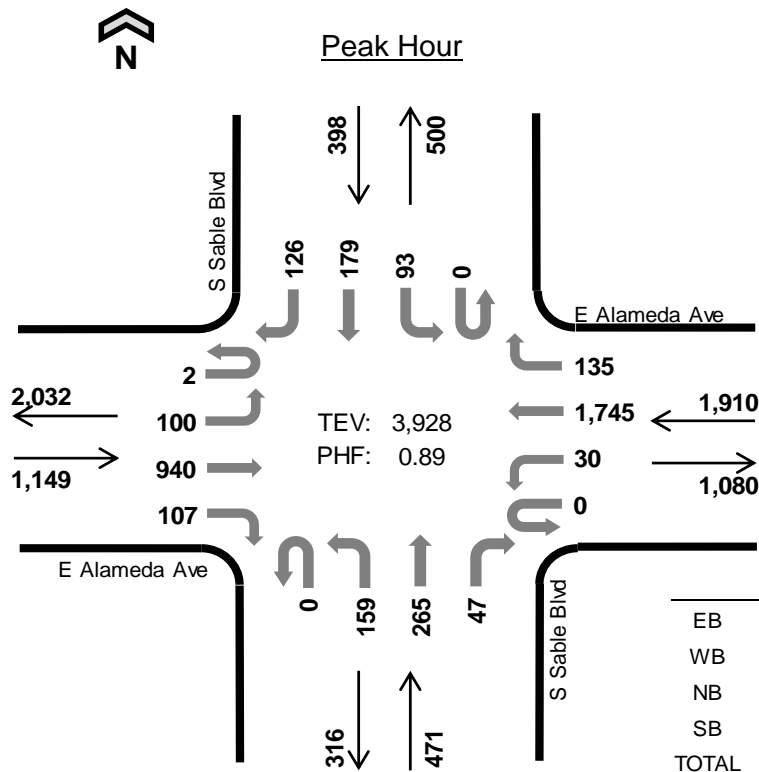 Peak Hour
N
398
500
S Sable Blvd
126
179
93
0
E Alameda Ave
2
135
2,032
100
1,745
1,910
TEV: 3,928
PHF: 0.89
940
30
1,149
1,080
107
0
E Alameda Ave
0
159
265
47
S Sable Blvd
EB
WB
NB
SB
TOTAL
316
471